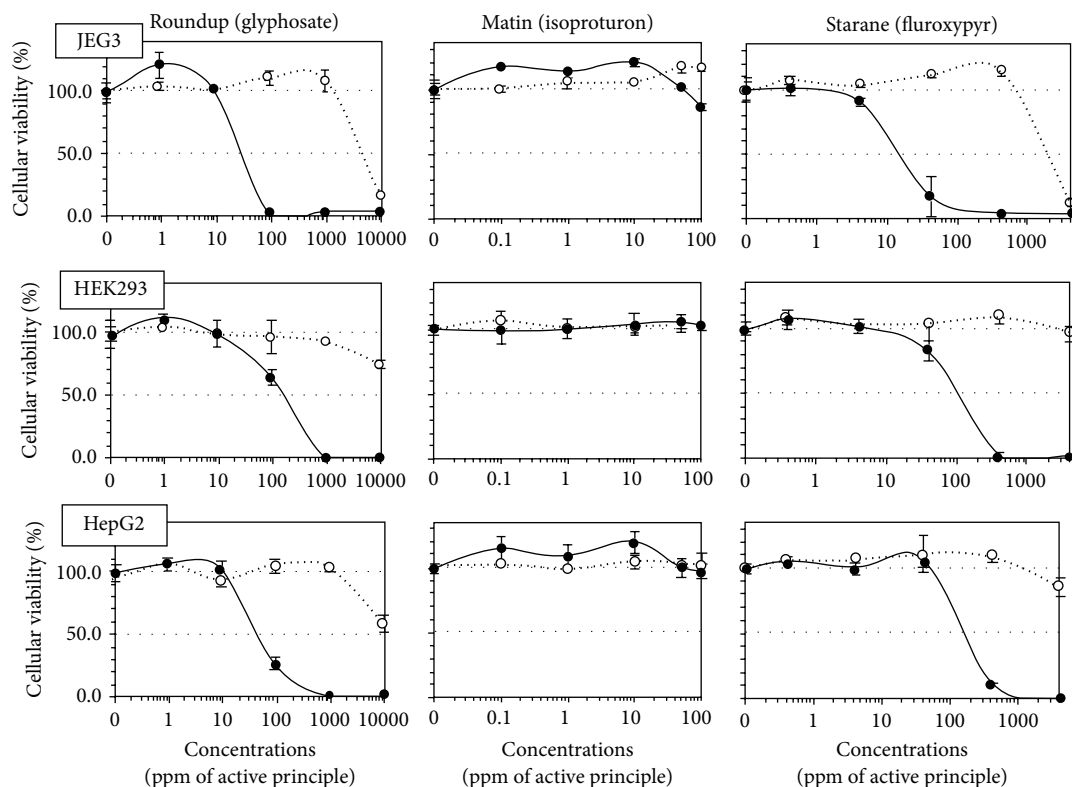 Roundup (glyphosate)
Matin (isoproturon)
Starane (fluroxypyr)
JEG3
Cellular viability (%)
100.0
50.0
0.0
0 1 10 100 1000 10000
0 0.1 1 10 100
0 1 10 100 1000
HEK293
Cellular viability (%)
100.0
50.0
0.0
0 1 10 100 1000 10000
0 0.1 1 10 100
0 1 10 100 1000
HepG2
Cellular viability (%)
100.0
50.0
0.0
0 1 10 100 1000 10000
0 0.1 1 10 100
0 1 10 100 1000
Concentrations
(ppm of active principle)
Concentrations
(ppm of active principle)
Concentrations
(ppm of active principle)